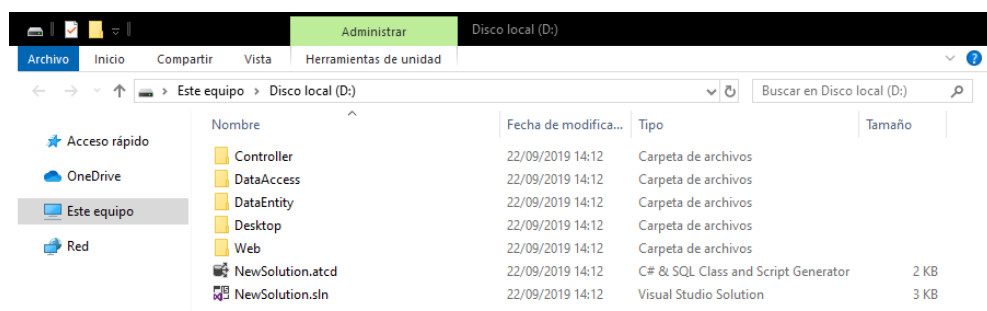 Administrar Disco local (D:)
Archivo Inicio Compartir Vista Herramientas de unidad
Este equipo Disco local (D:) Buscar en Disco local (D:)
Nombre Fecha de modifica... Tipo Tamaño
Acceso rápido
OneDrive
Este equipo
Red
Controller 22/09/2019 14:12 Carpeta de archivos
DataAccess 22/09/2019 14:12 Carpeta de archivos
DataEntity 22/09/2019 14:12 Carpeta de archivos
Desktop 22/09/2019 14:12 Carpeta de archivos
Web 22/09/2019 14:12 Carpeta de archivos
NewSolution.atcd 22/09/2019 14:12 C# & SQL Class and Script Generator 2 KB
NewSolution.sln 22/09/2019 14:12 Visual Studio Solution 3 KB